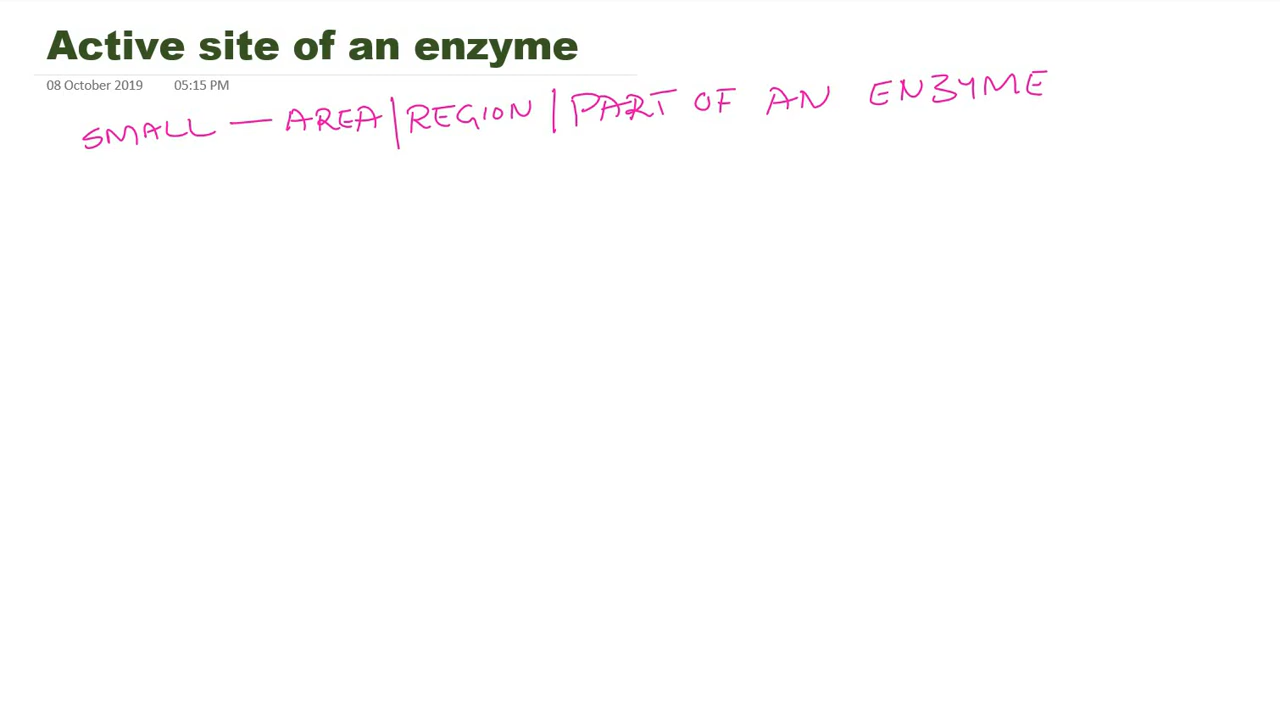 Active site of an enzyme
08 October 2019 05:15 PM
SMALL — AREA|REGION|PART OF AN ENZYME